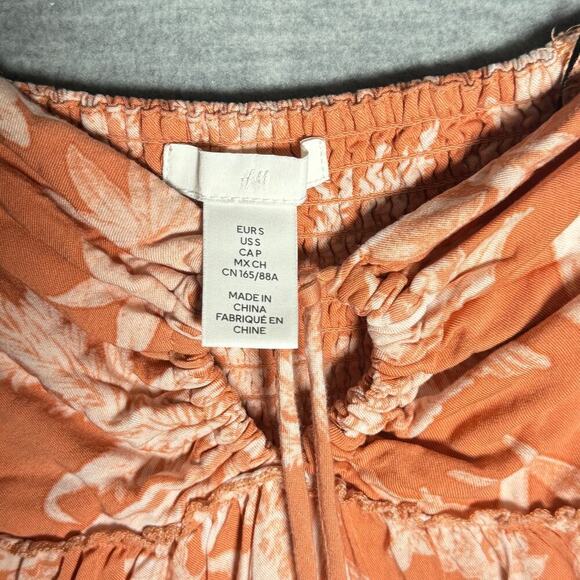 H&M
EUR S
US S
CA P
MX CH
CN 165/88A
MADE IN
CHINA
FABRIQUÉ EN
CHINE